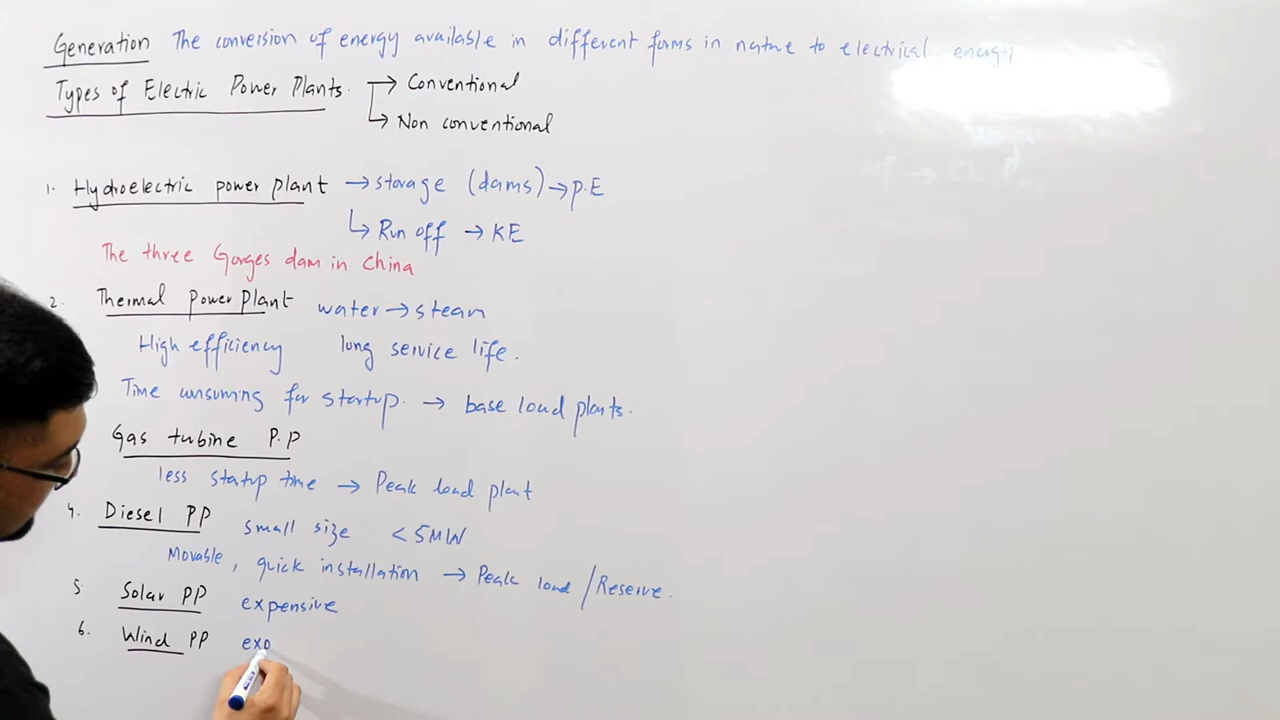 Generation The conversion of energy available in different forms in nature to electrical energy
Types of Electric Power Plants. → Conventional
↳ Non conventional
1. Hydroelectric power plant → storage (dams) → P.E
↳ Run off → KE
The three Gorges dam in China
2. Thermal power plant water → steam
High efficiency long service life.
Time consuming for startup. → base load plants.
Gas turbine P.P
less startup time → Peak load plant
4. Diesel PP small size < 5MW
Movable, quick installation → Peak load / Reserve.
5 Solar PP expensive
6. Wind PP exp